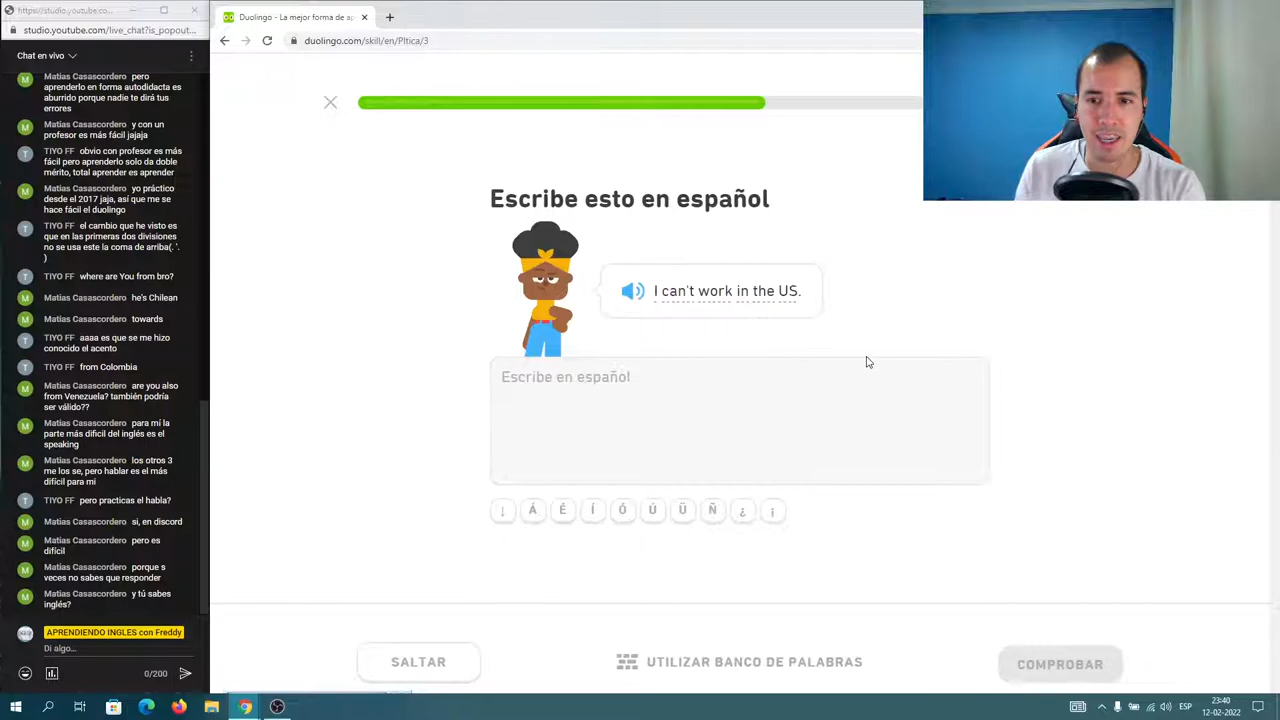 https://studio.youtube.co...
studio.youtube.com/live_chat?is_popout...
Chat en vivo
Matias Casascordero pero
aprenderlo en forma autodidacta es
aburrido porque nadie te dirá tus
errores
Matias Casascordero y con un
profesor es más fácil jajaja
TIYO FF obvio con profesor es más
fácil pero aprenderlo solo da doble
mérito, total aprender es aprender
Matias Casascordero yo práctico
desde el 2017 jaja, así que me se
hace fácil el duolingo
TIYO FF el cambio que he visto es
que en las primeras dos divisiones
no se usa este la coma de arriba(. '.
)
TIYO FF where are You from bro?
Matias Casascordero he's Chilean
Matias Casascordero towards
TIYO FF aaaa es que se me hizo
conocido el acento
TIYO FF from Colombia
Matias Casascordero are you also
from Venezuela? también podría
ser válido??
Matias Casascordero para mí la
parte más dificil del inglés es el
speaking
Matias Casascordero los otros 3
me los se, pero hablar es el más
difícil para mi
TIYO FF pero practicas el habla?
Matias Casascordero si, en discord
Matias Casascordero pero es
difícil
Matias Casascordero porque s
veces no sabes que responder
Matias Casascordero y tú sabes
inglés?
APRENDIENDO INGLES con Freddy
Di algo...
0/200
Duolingo - La mejor forma de ap
duolingo.com/skill/en/Pltica/3
Escribe esto en español
I can't work in the US.
Escribe en español
↓ Á É Í Ó Ú Ü Ñ ¿ ¡
SALTAR
UTILIZAR BANCO DE PALABRAS
COMPROBAR
ESP
23:40
12-02-2022